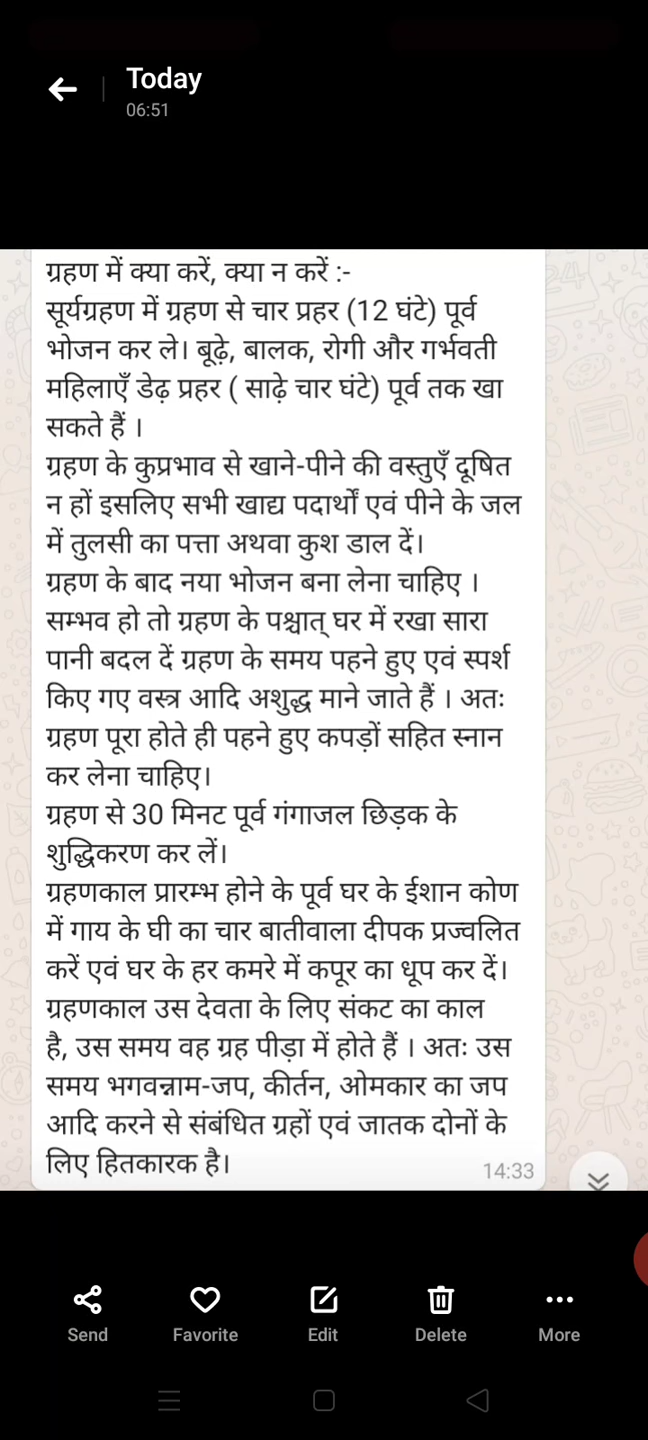 Today
06:51
ग्रहण में क्या करें, क्या न करें :-
सूर्यग्रहण में ग्रहण से चार प्रहर (12 घंटे) पूर्व
भोजन कर ले। बूढ़े, बालक, रोगी और गर्भवती
महिलाएँ डेढ़ प्रहर ( साढ़े चार घंटे) पूर्व तक खा
सकते हैं ।
ग्रहण के कुप्रभाव से खाने-पीने की वस्तुएँ दूषित
न हों इसलिए सभी खाद्य पदार्थों एवं पीने के जल
में तुलसी का पत्ता अथवा कुश डाल दें।
ग्रहण के बाद नया भोजन बना लेना चाहिए ।
सम्भव हो तो ग्रहण के पश्चात् घर में रखा सारा
पानी बदल दें ग्रहण के समय पहने हुए एवं स्पर्श
किए गए वस्त्र आदि अशुद्ध माने जाते हैं । अतः
ग्रहण पूरा होते ही पहने हुए कपड़ों सहित स्नान
कर लेना चाहिए।
ग्रहण से 30 मिनट पूर्व गंगाजल छिड़क के
शुद्धिकरण कर लें।
ग्रहणकाल प्रारम्भ होने के पूर्व घर के ईशान कोण
में गाय के घी का चार बातीवाला दीपक प्रज्वलित
करें एवं घर के हर कमरे में कपूर का धूप कर दें।
ग्रहणकाल उस देवता के लिए संकट का काल
है, उस समय वह ग्रह पीड़ा में होते हैं । अतः उस
समय भगवन्नाम-जप, कीर्तन, ओमकार का जप
आदि करने से संबंधित ग्रहों एवं जातक दोनों के
लिए हितकारक है।
14:33
Send Favorite Edit Delete More